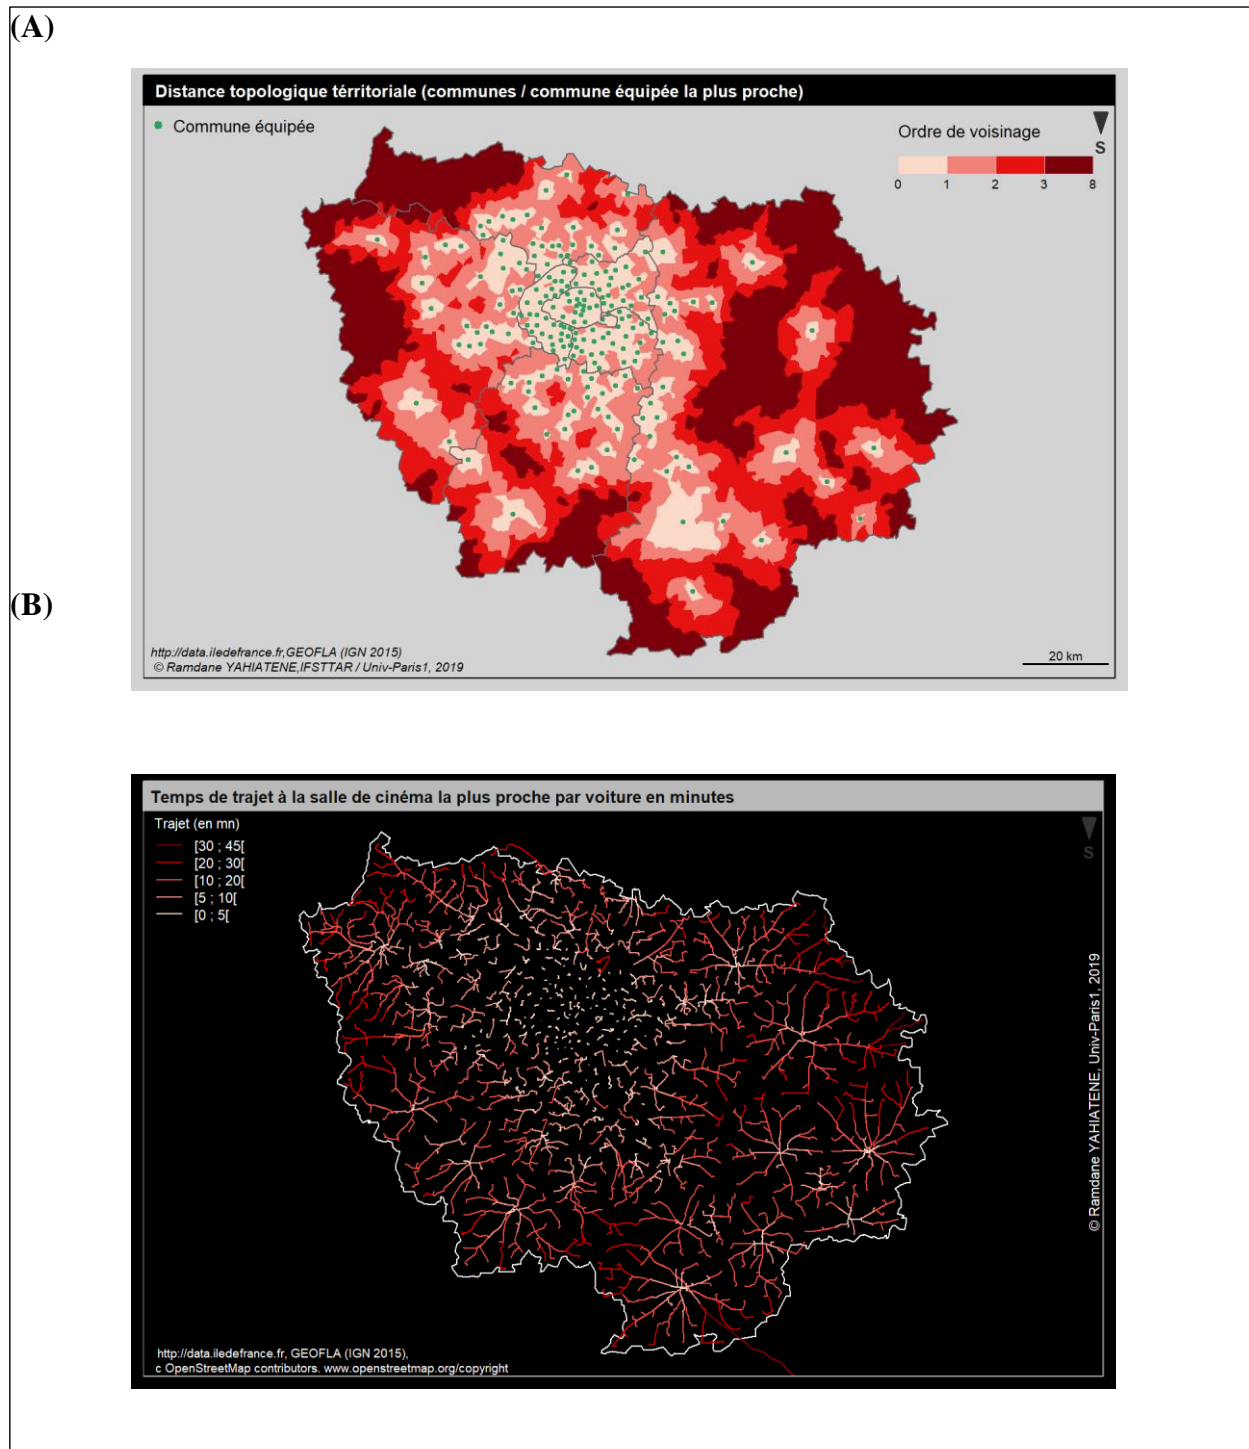 (A)
Distance topologique térritoriale (communes / commune équipée la plus proche)
Commune équipée
Ordre de voisinage
0 1 2 3 8
S
http://data.iledefrance.fr,GEOFLA (IGN 2015)
© Ramdane YAHIATENE,IFSTTAR / Univ-Paris1, 2019
20 km
(B)
Temps de trajet à la salle de cinéma la plus proche par voiture en minutes
Trajet (en mn)
[30 ; 45[
[20 ; 30[
[10 ; 20[
[5 ; 10[
[0 ; 5[
S
© Ramdane YAHIATENE, Univ-Paris1, 2019
http://data.iledefrance.fr, GEOFLA (IGN 2015),
c OpenStreetMap contributors. www.openstreetmap.org/copyright